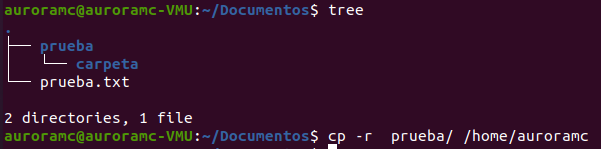 auroramc@auroramc-VMU:~/Documentos$ tree
.
├── prueba
│   └── carpeta
└── prueba.txt
2 directories, 1 file
auroramc@auroramc-VMU:~/Documentos$ cp -r  prueba/ /home/auroramc